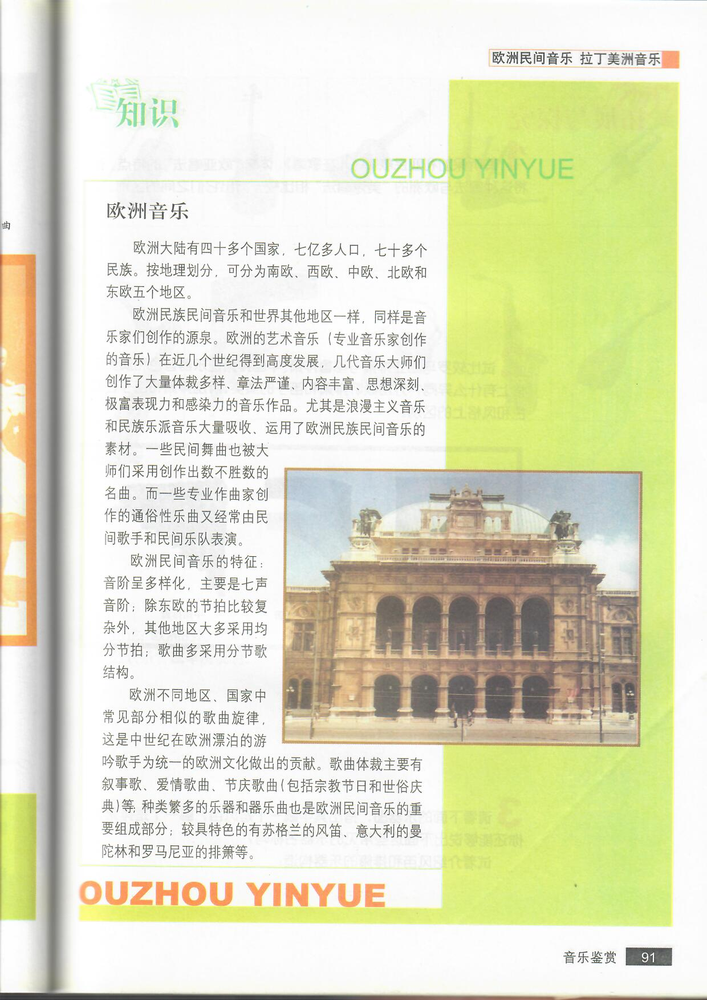 欧洲民间音乐 拉丁美洲音乐
知识
OUZHOU YINYUE
欧洲音乐
曲
欧洲大陆有四十多个国家，七亿多人口，七十多个
民族。按地理划分，可分为南欧、西欧、中欧、北欧和
东欧五个地区。
欧洲民族民间音乐和世界其他地区一样，同样是音
乐家们创作的源泉。欧洲的艺术音乐（专业音乐家创作
的音乐）在近几个世纪得到高度发展，几代音乐大师们
创作了大量体裁多样、章法严谨、内容丰富、思想深刻、
极富表现力和感染力的音乐作品。尤其是浪漫主义音乐
和民族乐派音乐大量吸收、运用了欧洲民族民间音乐的
素材。一些民间舞曲也被大
师们采用创作出数不胜数的
名曲。而一些专业作曲家创
作的通俗性乐曲又经常由民
间歌手和民间乐队表演。
欧洲民间音乐的特征：
音阶呈多样化，主要是七声
音阶；除东欧的节拍比较复
杂外，其他地区大多采用均
分节拍；歌曲多采用分节歌
结构。
欧洲不同地区、国家中
常见部分相似的歌曲旋律，
这是中世纪在欧洲漂泊的游
吟歌手为统一的欧洲文化做出的贡献。歌曲体裁主要有
叙事歌、爱情歌曲、节庆歌曲(包括宗教节日和世俗庆
典)等；种类繁多的乐器和器乐曲也是欧洲民间音乐的重
要组成部分；较具特色的有苏格兰的风笛、意大利的曼
陀林和罗马尼亚的排箫等。
OUZHOU YINYUE
音乐鉴赏 91